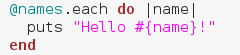 @names.each do |name|
  puts "Hello #{name}!"
end